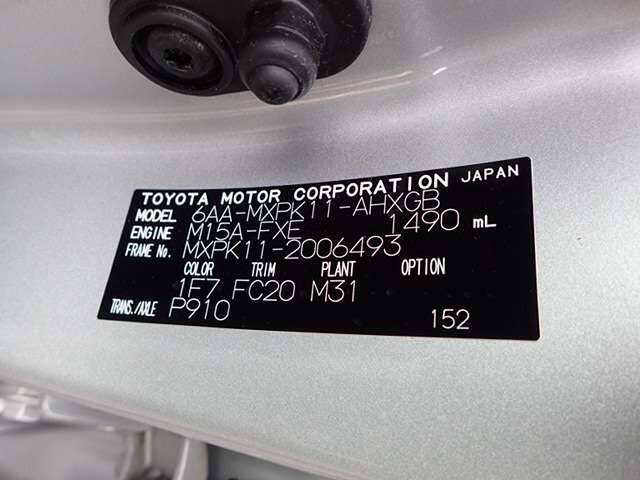 TOYOTA MOTOR CORPORATION JAPAN
MODEL 6AA-MXPK11-AHXGB
ENGINE M15A-FXE 1490 mL
FRAME No. MXPK11-2006493
COLOR TRIM PLANT OPTION
1F7 FC20 M31
TRANS./AXLE P910
152